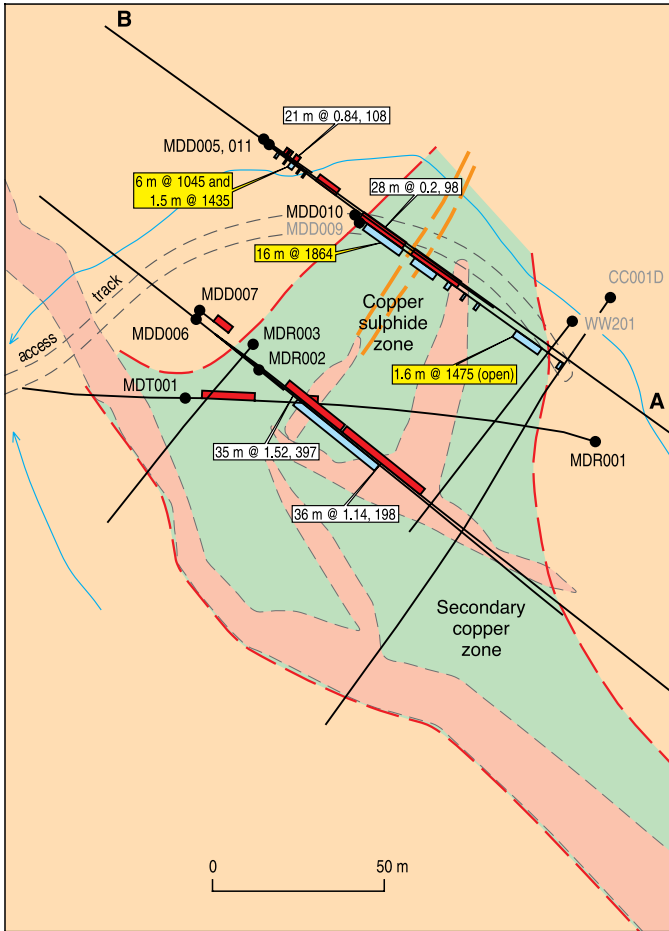 B
21 m @ 0.84, 108
MDD005, 011
6 m @ 1045 and
1.5 m @ 1435
28 m @ 0.2, 98
MDD010
MDD009
16 m @ 1864
CC001D
track
access
MDD007
MDD006
MDR003
MDR002
Copper
sulphide
zone
WW201
1.6 m @ 1475 (open)
MDT001
A
MDR001
35 m @ 1.52, 397
36 m @ 1.14, 198
Secondary
copper
zone
0
50 m